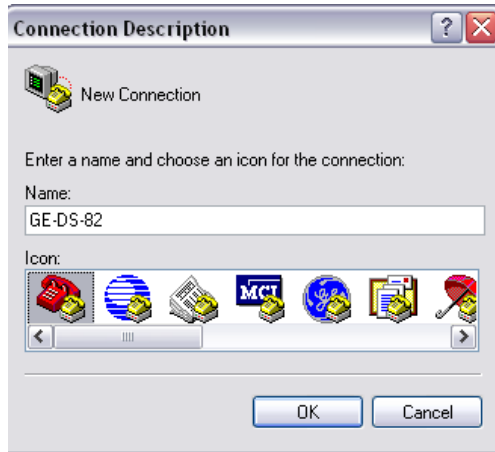 Connection Description
New Connection
Enter a name and choose an icon for the connection:
Name:
GE-DS-82
Icon:
MCI
OK Cancel